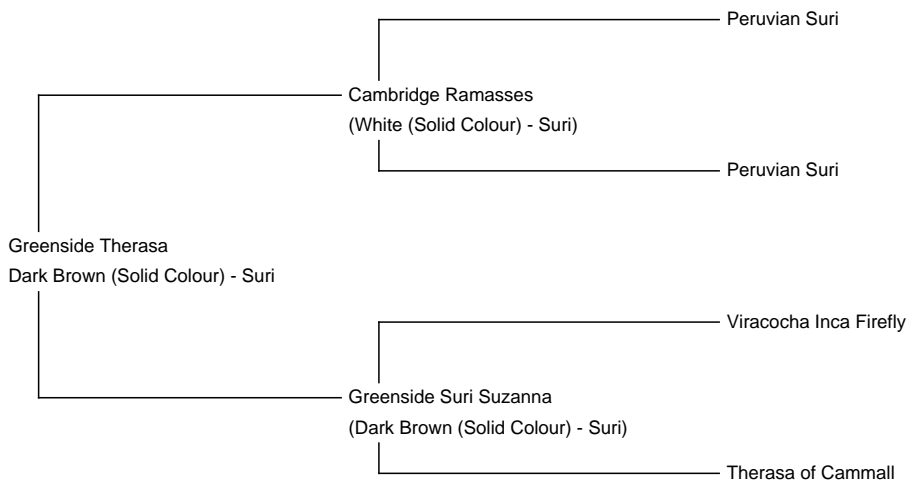 Peruvian Suri
Cambridge Ramasses
(White (Solid Colour) - Suri)
Peruvian Suri
Greenside Therasa
Dark Brown (Solid Colour) - Suri
Viracocha Inca Firefly
Greenside Suri Suzanna
(Dark Brown (Solid Colour) - Suri)
Therasa of Cammall